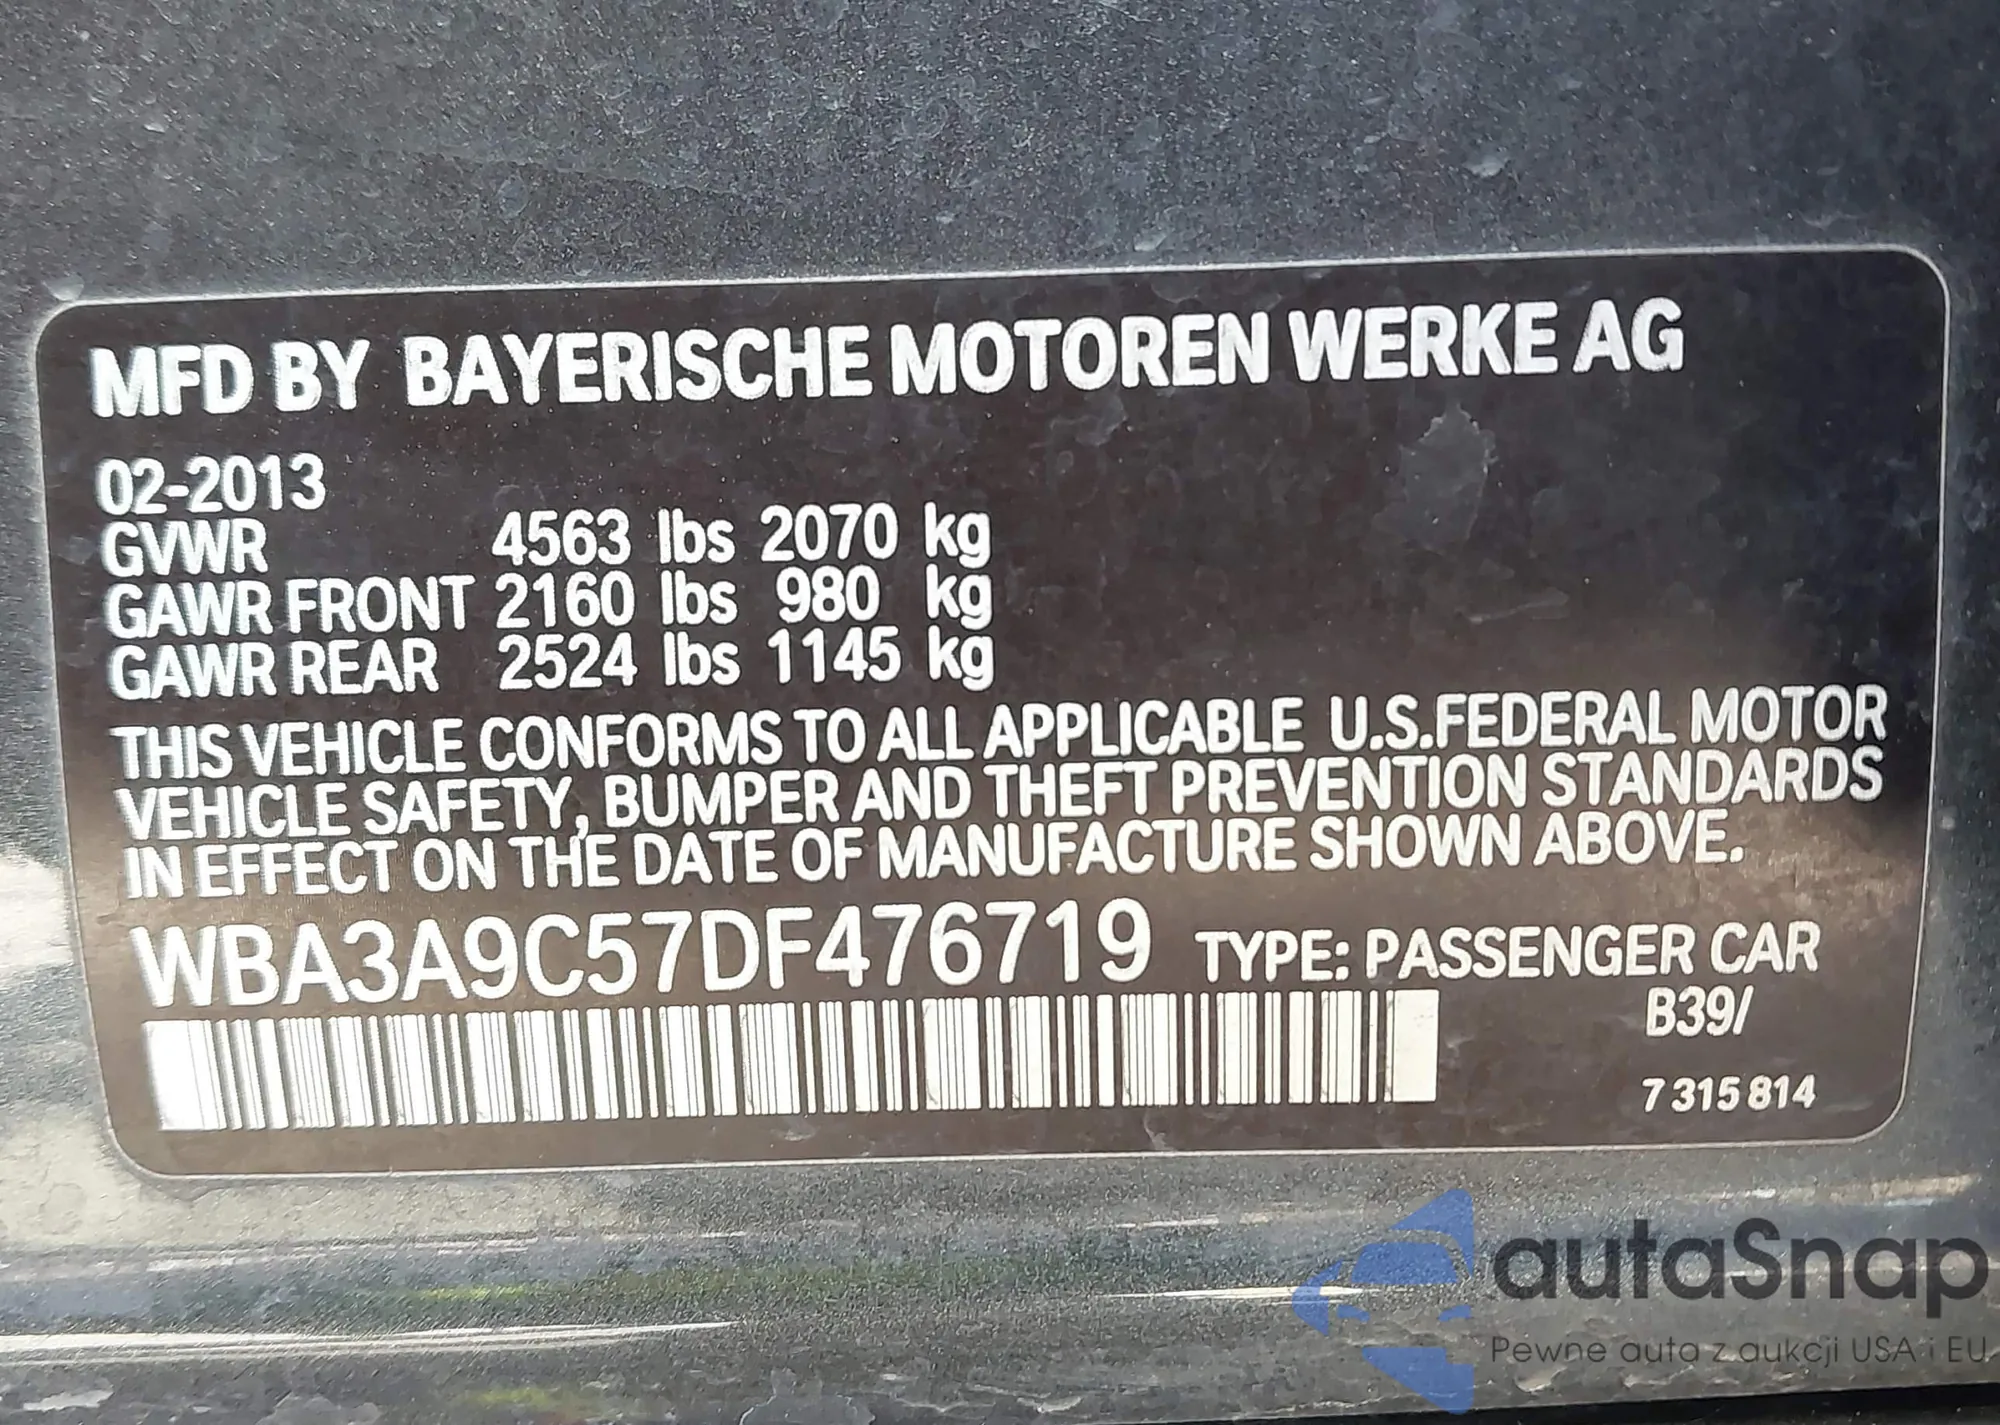 MFD BY BAYERISCHE MOTOREN WERKE AG
02-2013
GVWR 4563 lbs 2070 kg
GAWR FRONT 2160 lbs 980 kg
GAWR REAR 2524 lbs 1145 kg
THIS VEHICLE CONFORMS TO ALL APPLICABLE U.S.FEDERAL MOTOR
VEHICLE SAFETY, BUMPER AND THEFT PREVENTION STANDARDS
IN EFFECT ON THE DATE OF MANUFACTURE SHOWN ABOVE.
WBA3A9C57DF476719 TYPE: PASSENGER CAR
B39/
7 315 814
autaSnap
Pewne auta z aukcji USA i EU